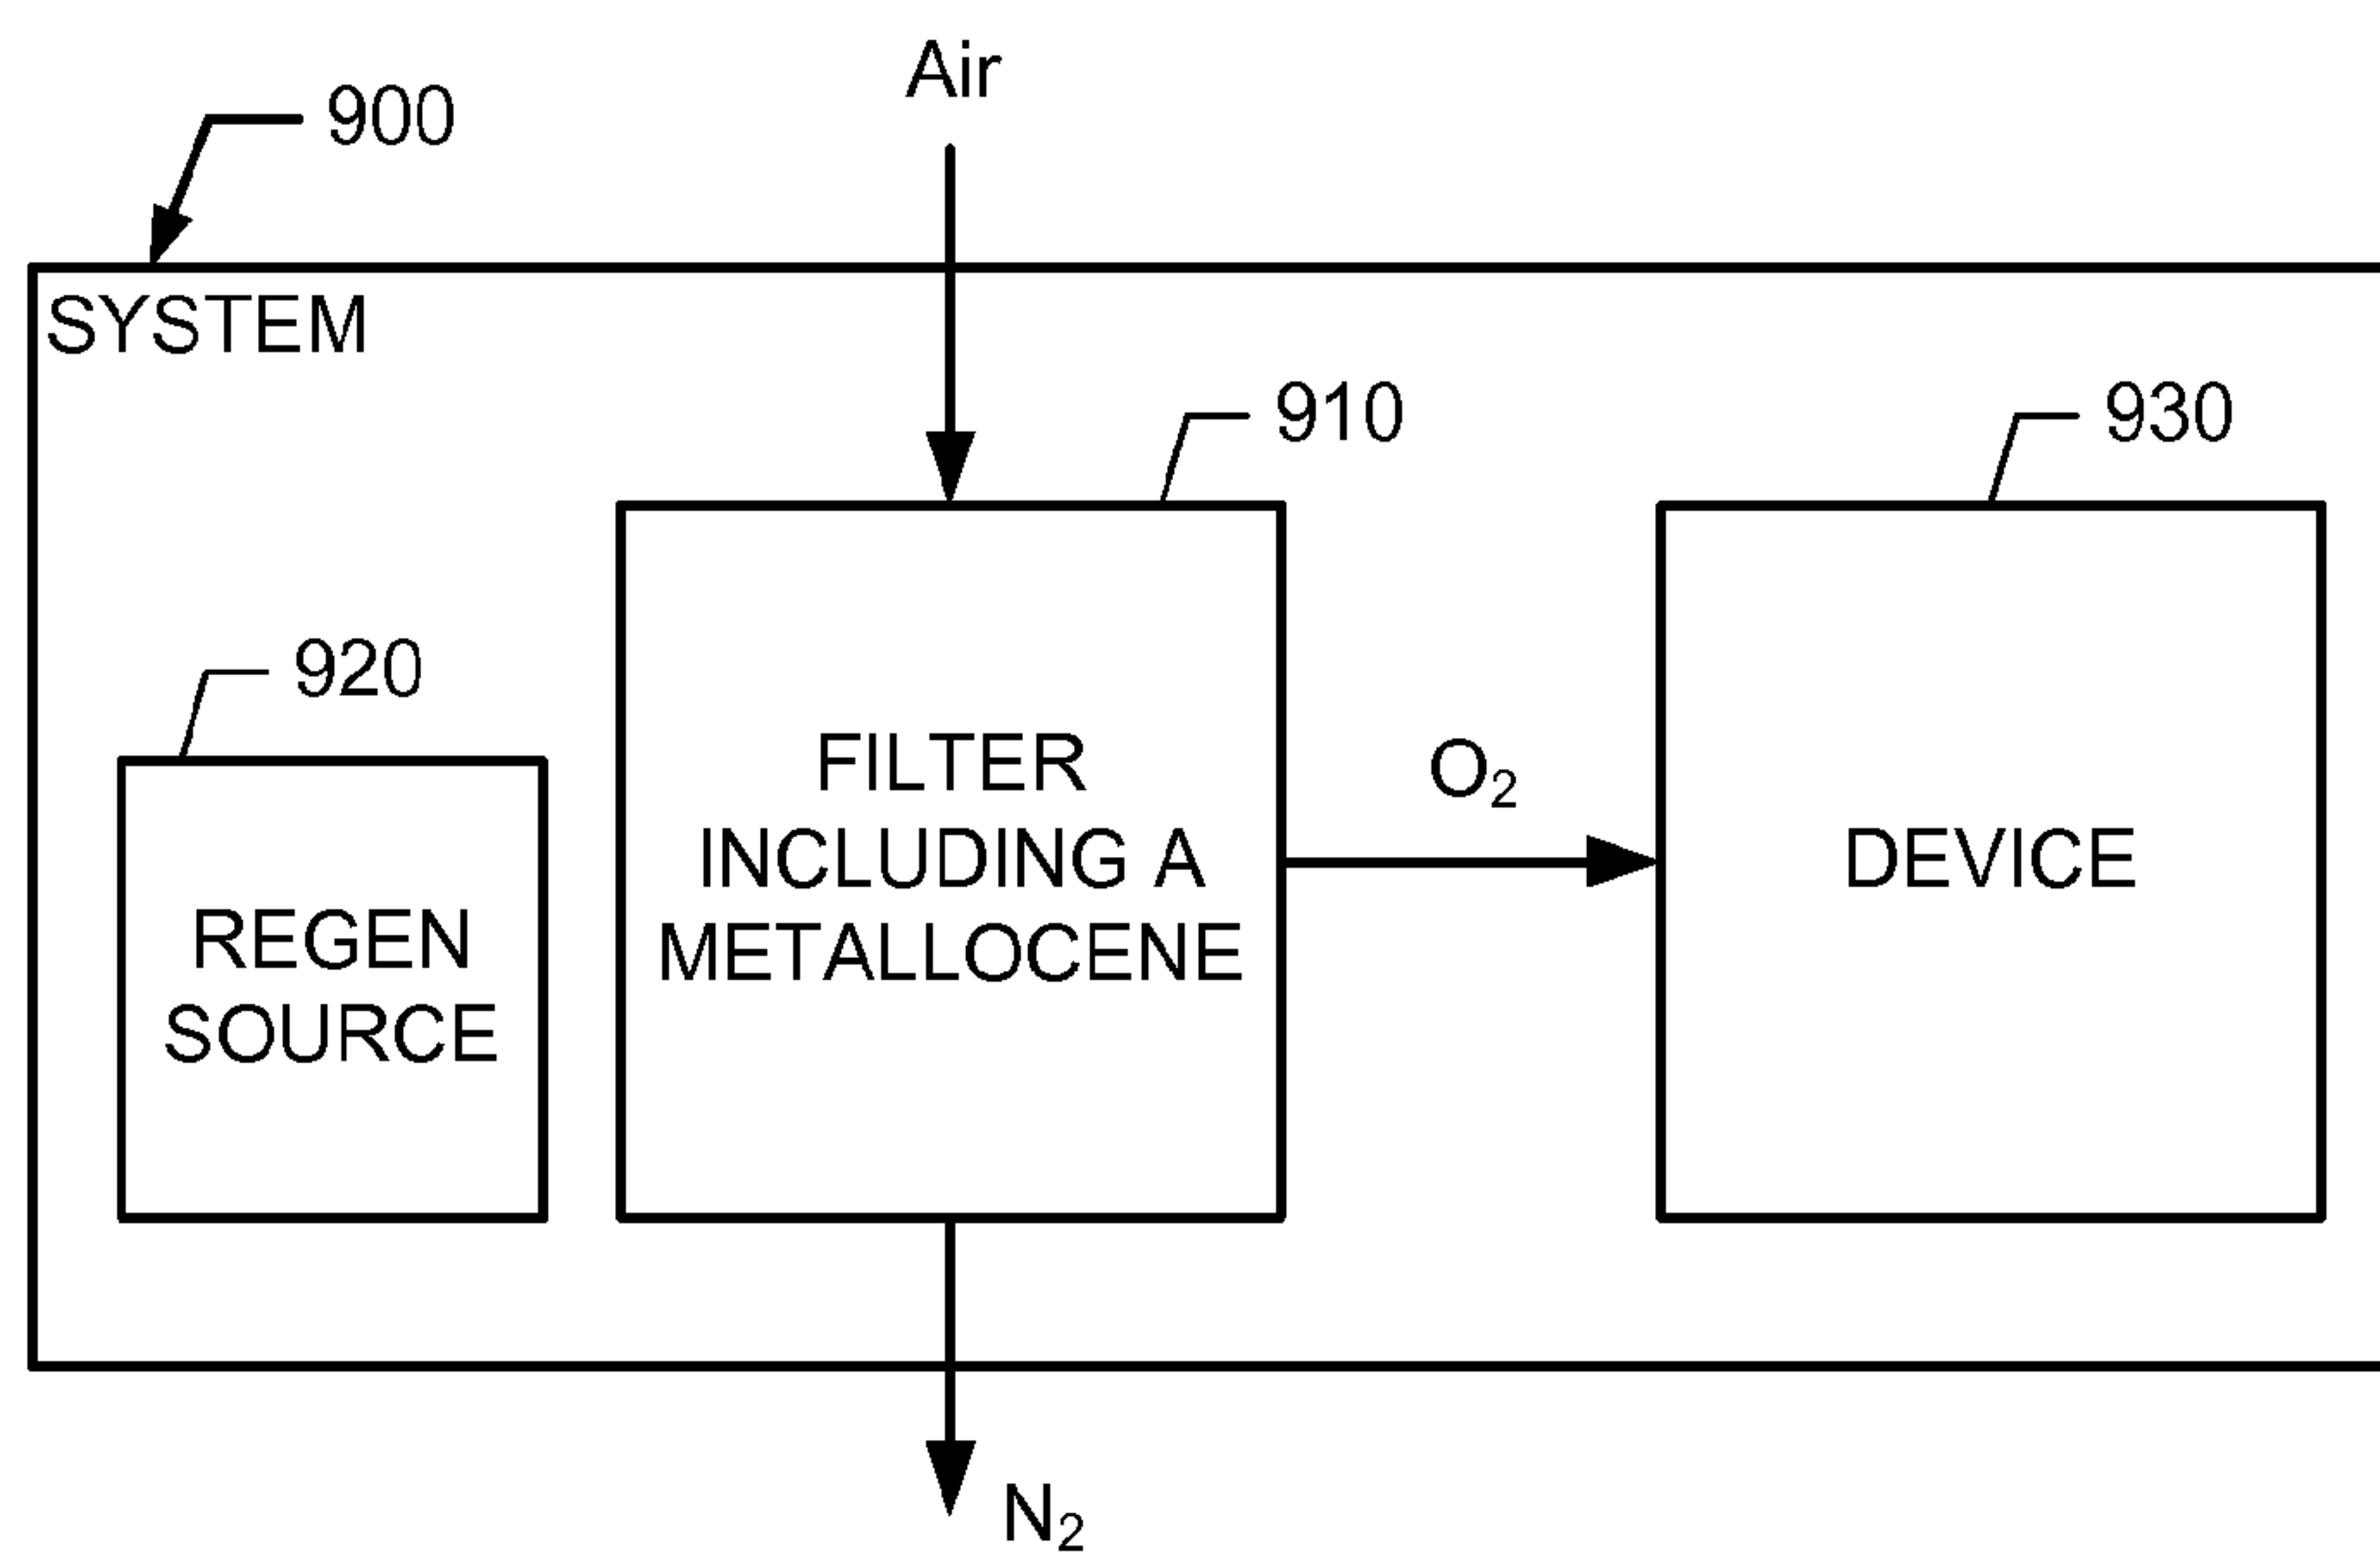 Air
900
SYSTEM
910
930
920
FILTER
INCLUDING A
METALLOCENE
O₂
DEVICE
REGEN
SOURCE
N₂